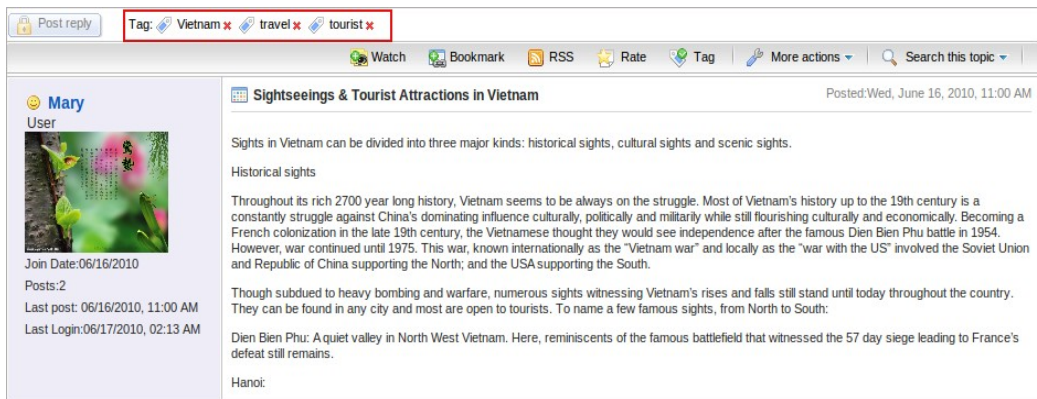 Post reply
Tag: Vietnam travel tourist
Watch Bookmark RSS Rate Tag More actions Search this topic
Mary
User
Join Date:06/16/2010
Posts:2
Last post: 06/16/2010, 11:00 AM
Last Login:06/17/2010, 02:13 AM
Sightseeings & Tourist Attractions in Vietnam
Posted:Wed, June 16, 2010, 11:00 AM
Sights in Vietnam can be divided into three major kinds: historical sights, cultural sights and scenic sights.
Historical sights
Throughout its rich 2700 year long history, Vietnam seems to be always on the struggle. Most of Vietnam's history up to the 19th century is a
constantly struggle against China's dominating influence culturally, politically and militarily while still flourishing culturally and economically. Becoming a
French colonization in the late 19th century, the Vietnamese thought they would see independence after the famous Dien Bien Phu battle in 1954.
However, war continued until 1975. This war, known internationally as the “Vietnam war” and locally as the “war with the US” involved the Soviet Union
and Republic of China supporting the North; and the USA supporting the South.
Though subdued to heavy bombing and warfare, numerous sights witnessing Vietnam's rises and falls still stand until today throughout the country.
They can be found in any city and most are open to tourists. To name a few famous sights, from North to South:
Dien Bien Phu: A quiet valley in North West Vietnam. Here, reminiscents of the famous battlefield that witnessed the 57 day siege leading to France's
defeat still remains.
Hanoi: